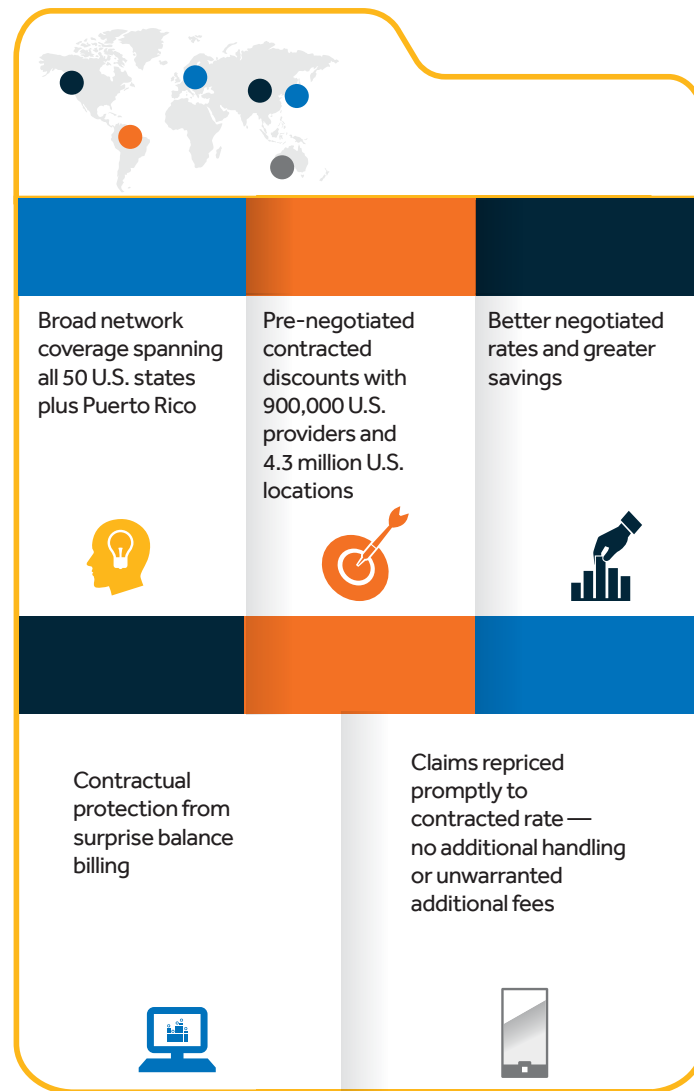 Broad network
coverage spanning
all 50 U.S. states
plus Puerto Rico
Pre-negotiated
contracted
discounts with
900,000 U.S.
providers and
4.3 million U.S.
locations
Better negotiated
rates and greater
savings
Contractual
protection from
surprise balance
billing
Claims repriced
promptly to
contracted rate —
no additional handling
or unwarranted
additional fees